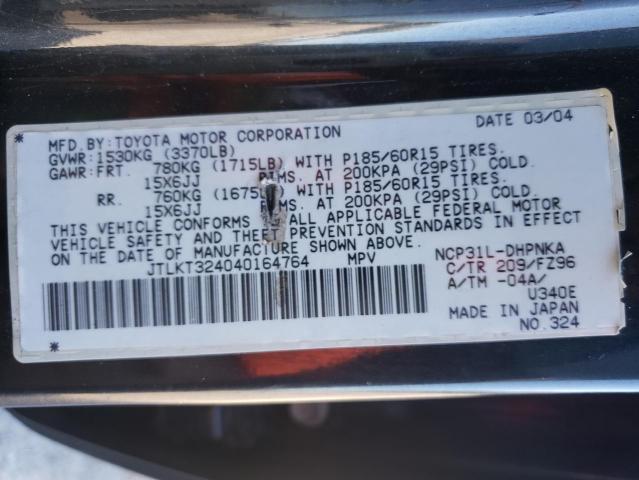 DATE 03/04
MFD. BY: TOYOTA MOTOR CORPORATION
GVWR: 1530KG (3370LB)
GAWR: FRT. 780KG (1715LB) WITH P185/60R15 TIRES.
15X6JJ RIMS. AT 200KPA (29PSI) COLD.
RR. 760KG (1675LB) WITH P185/60R15 TIRES.
15X6JJ RIMS. AT 200KPA (29PSI) COLD.
THIS VEHICLE CONFORMS TO ALL APPLICABLE FEDERAL MOTOR
VEHICLE SAFETY AND THEFT PREVENTION STANDARDS IN EFFECT
ON THE DATE OF MANUFACTURE SHOWN ABOVE.
JTLKT324040164764 MPV NCP31L-DHPNKA
C/TR 209/FZ96
A/TM -04A/
U340E
MADE IN JAPAN
NO.324